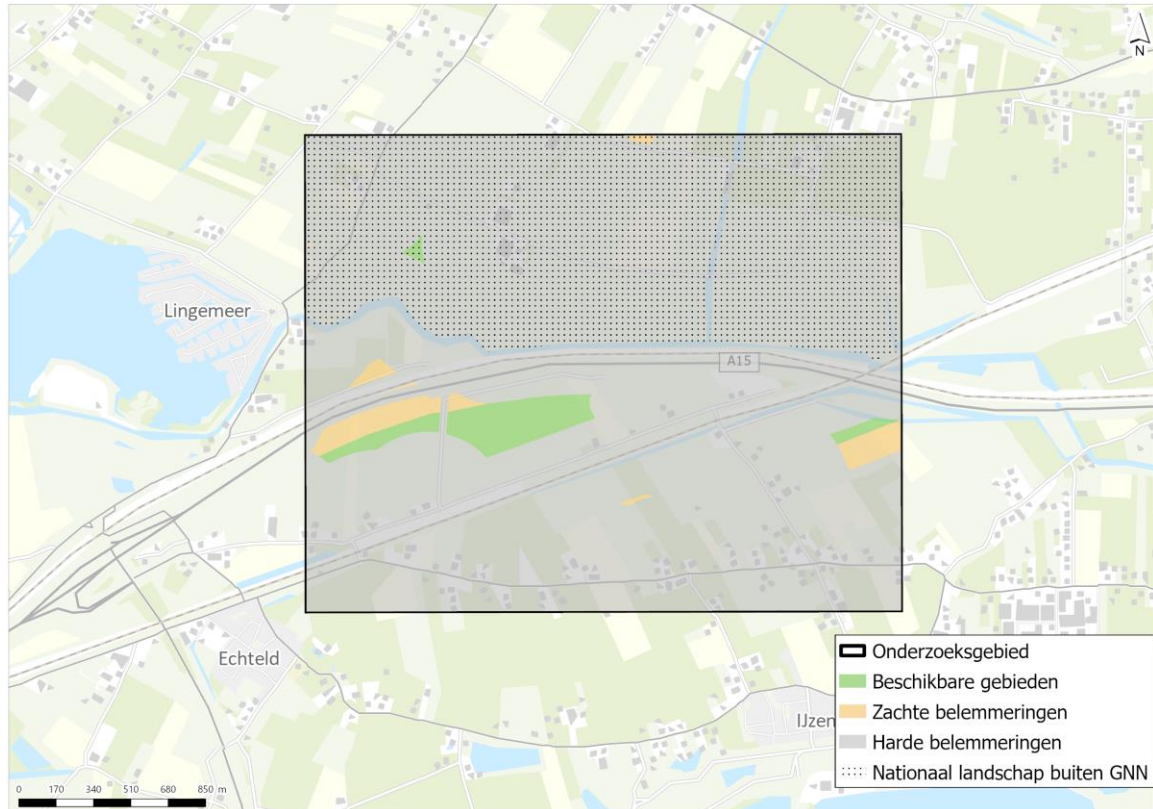 N
Lingemeer
A15
Echteld
IJzen
Onderzoeksgebied
Beschikbare gebieden
Zachte belemmeringen
Harde belemmeringen
Nationaal landschap buiten GNN
0 170 340 510 680 850 m